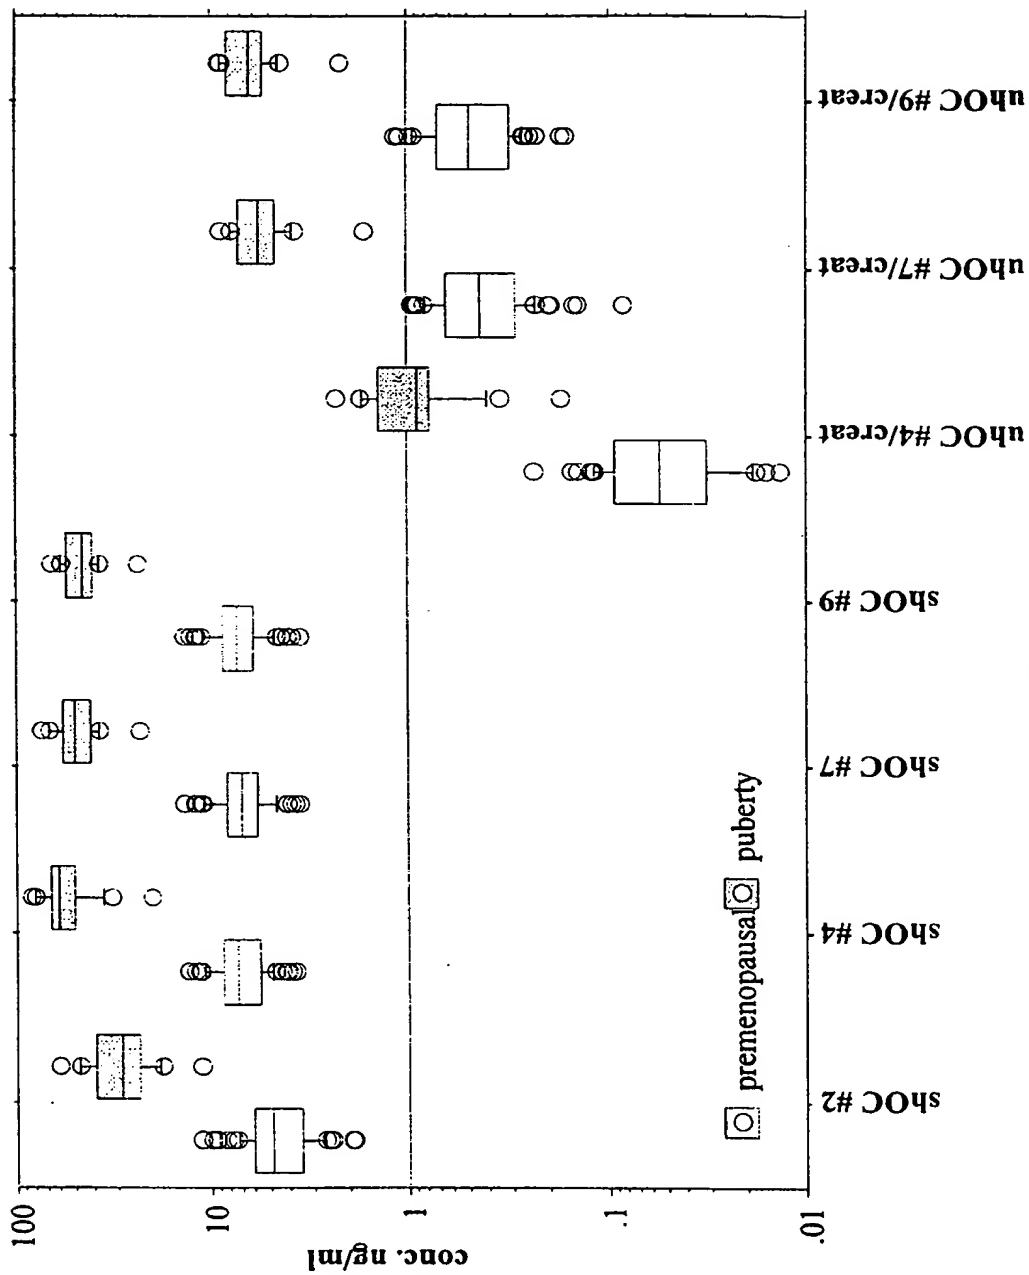 100
10
1
.1
.01
conc. ng/ml
premenopausal puberty
shOC #2
shOC #4
shOC #7
shOC #9
uhOC #4/creat
uhOC #7/creat
uhOC #9/creat